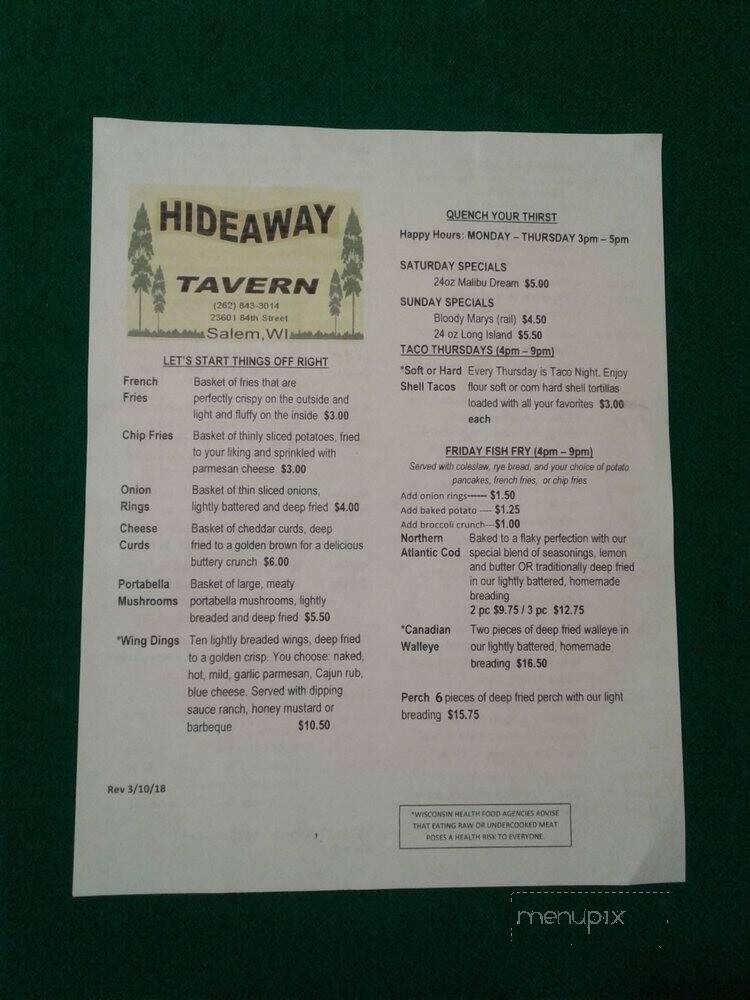 HIDEAWAY
TAVERN
(262) 843-3014
23601 84th Street
Salem, WI
LET'S START THINGS OFF RIGHT
French Basket of fries that are
Fries perfectly crispy on the outside and
light and fluffy on the inside $3.00
Chip Fries Basket of thinly sliced potatoes, fried
to your liking and sprinkled with
parmesan cheese $3.00
Onion Basket of thin sliced onions,
Rings lightly battered and deep fried $4.00
Cheese Basket of cheddar curds, deep
Curds fried to a golden brown for a delicious
buttery crunch $6.00
Portabella Basket of large, meaty
Mushrooms portabella mushrooms, lightly
breaded and deep fried $5.50
*Wing Dings Ten lightly breaded wings, deep fried
to a golden crisp. You choose: naked,
hot, mild, garlic parmesan, Cajun rub,
blue cheese. Served with dipping
sauce ranch, honey mustard or
barbeque $10.50
Rev 3/10/18
QUENCH YOUR THIRST
Happy Hours: MONDAY – THURSDAY 3pm – 5pm
SATURDAY SPECIALS
24oz Malibu Dream $5.00
SUNDAY SPECIALS
Bloody Marys (rail) $4.50
24 oz Long Island $5.50
TACO THURSDAYS (4pm – 9pm)
*Soft or Hard Every Thursday is Taco Night. Enjoy
Shell Tacos flour soft or corn hard shell tortillas
loaded with all your favorites $3.00
each
FRIDAY FISH FRY (4pm – 9pm)
Served with coleslaw, rye bread, and your choice of potato
pancakes, french fries, or chip fries
Add onion rings------ $1.50
Add baked potato ---- $1.25
Add broccoli crunch---$1.00
Northern Baked to a flaky perfection with our
Atlantic Cod special blend of seasonings, lemon
and butter OR traditionally deep fried
in our lightly battered, homemade
breading
2 pc $9.75 / 3 pc $12.75
*Canadian Two pieces of deep fried walleye in
Walleye our lightly battered, homemade
breading $16.50
Perch 6 pieces of deep fried perch with our light
breading $15.75
*WISCONSIN HEALTH FOOD AGENCIES ADVISE
THAT EATING RAW OR UNDERCOOKED MEAT
POSES A HEALTH RISK TO EVERYONE.
menupix